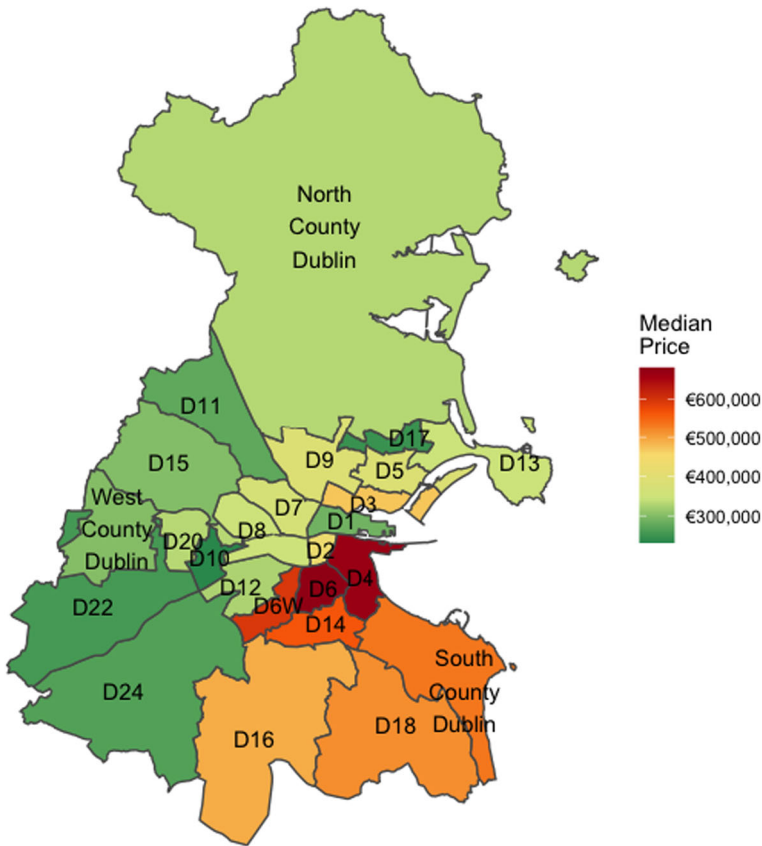 North
County
Dublin
Median
Price
€600,000
€500,000
€400,000
€300,000
D11
D17
D9
D5
D13
D15
West
County
Dublin
D3
D7
D1
D8
D20
D2
D10
D12
D6
D4
D6W
D22
D14
South
County
Dublin
D24
D18
D16